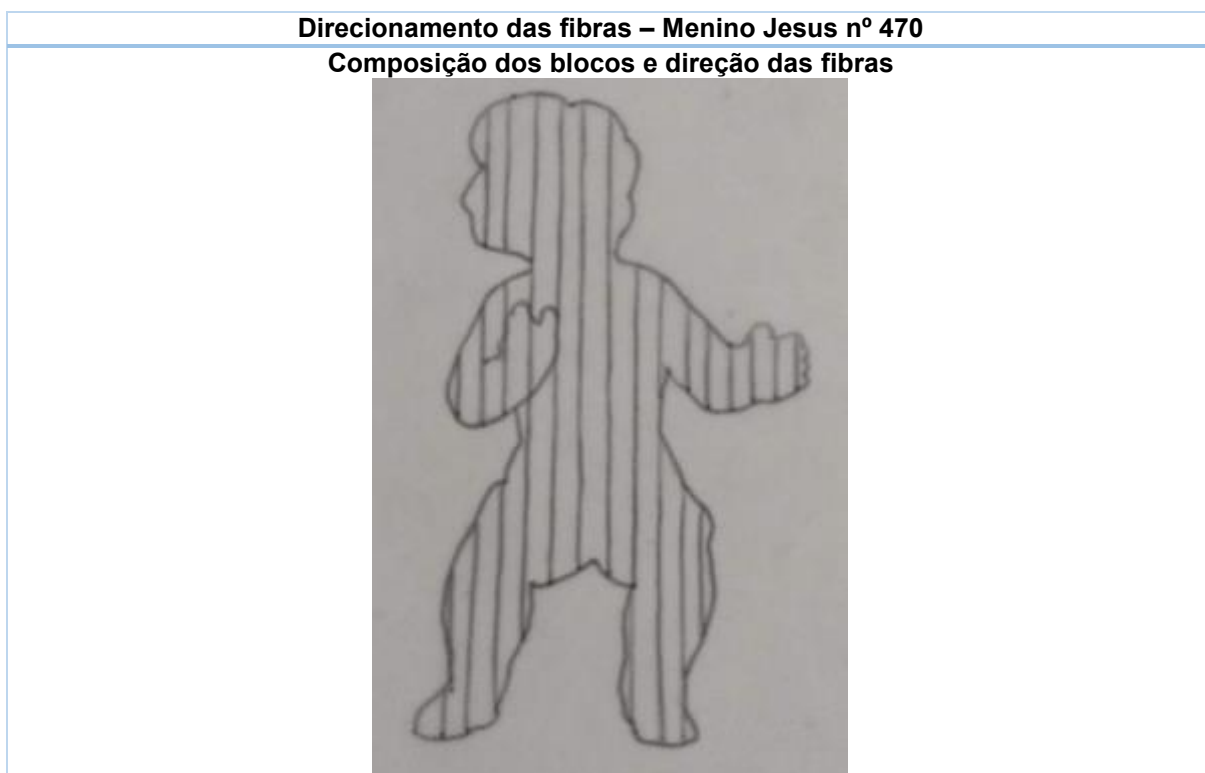 Direcionamento das fibras – Menino Jesus nº 470
Composição dos blocos e direção das fibras